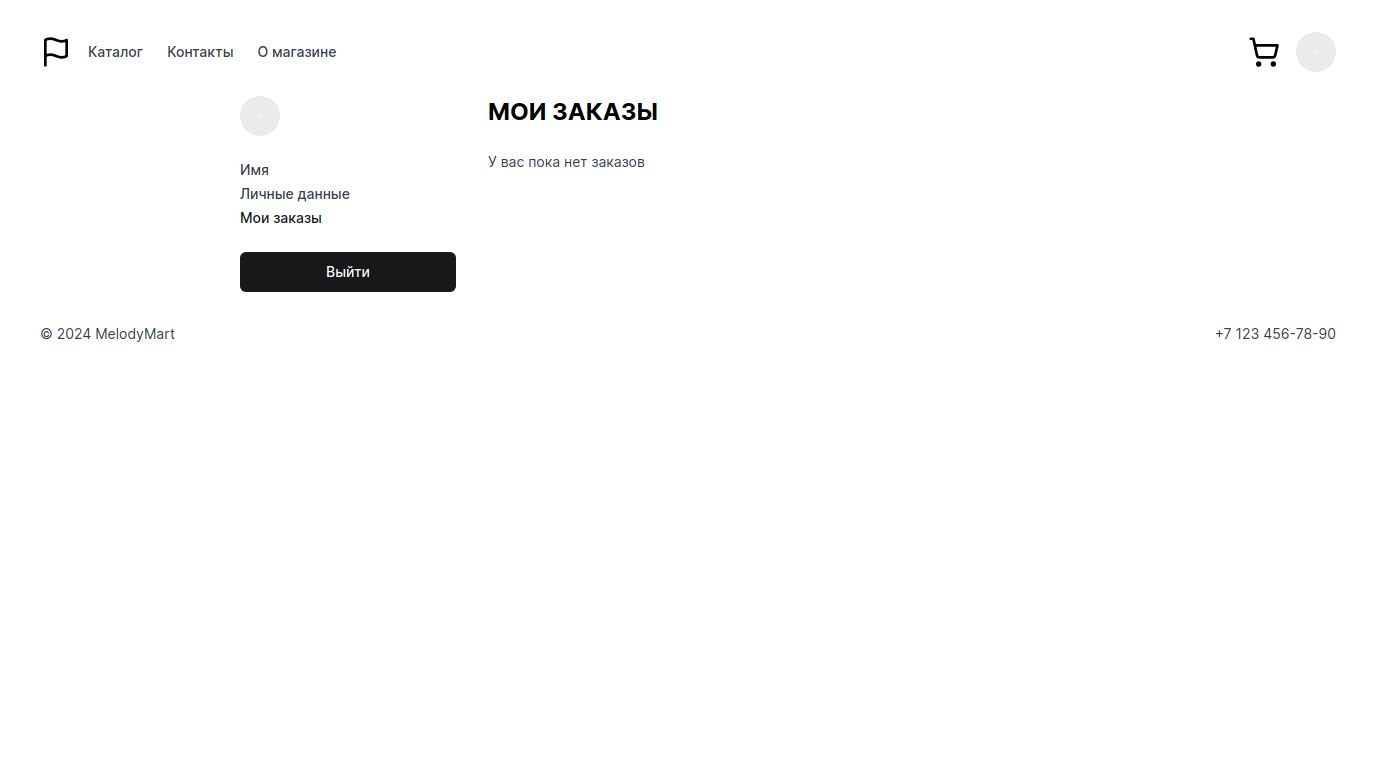 Каталог Контакты О магазине
МОИ ЗАКАЗЫ
У вас пока нет заказов
Имя
Личные данные
Мои заказы
Выйти
© 2024 MelodyMart
+7 123 456-78-90